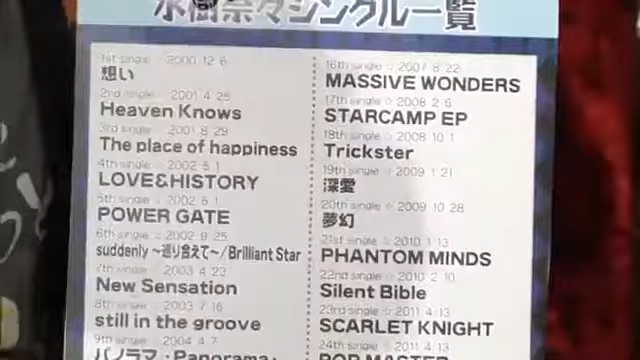 水樹奈々シングル一覧
1st single ☆ 2000.12.6
想い
2nd single ☆ 2001.4.25
Heaven Knows
3rd single ☆ 2001.8.29
The place of happiness
4th single ☆ 2002.5.1
LOVE&HISTORY
5th single ☆ 2002.6.1
POWER GATE
6th single ☆ 2002.9.25
suddenly ～巡り合えて～/Brilliant Star
7th single ☆ 2003.4.23
New Sensation
8th single ☆ 2003.7.16
still in the groove
9th single ☆ 2004.4.7
パノラマ -Panorama-
16th single ☆ 2007.8.22
MASSIVE WONDERS
17th single ☆ 2008.2.6
STARCAMP EP
18th single ☆ 2008.10.1
Trickster
19th single ☆ 2009.1.21
深愛
20th single ☆ 2009.10.28
夢幻
21st single ☆ 2010.1.13
PHANTOM MINDS
22nd single ☆ 2010.2.10
Silent Bible
23rd single ☆ 2011.4.13
SCARLET KNIGHT
24th single ☆ 2011.4.13
POP MASTER